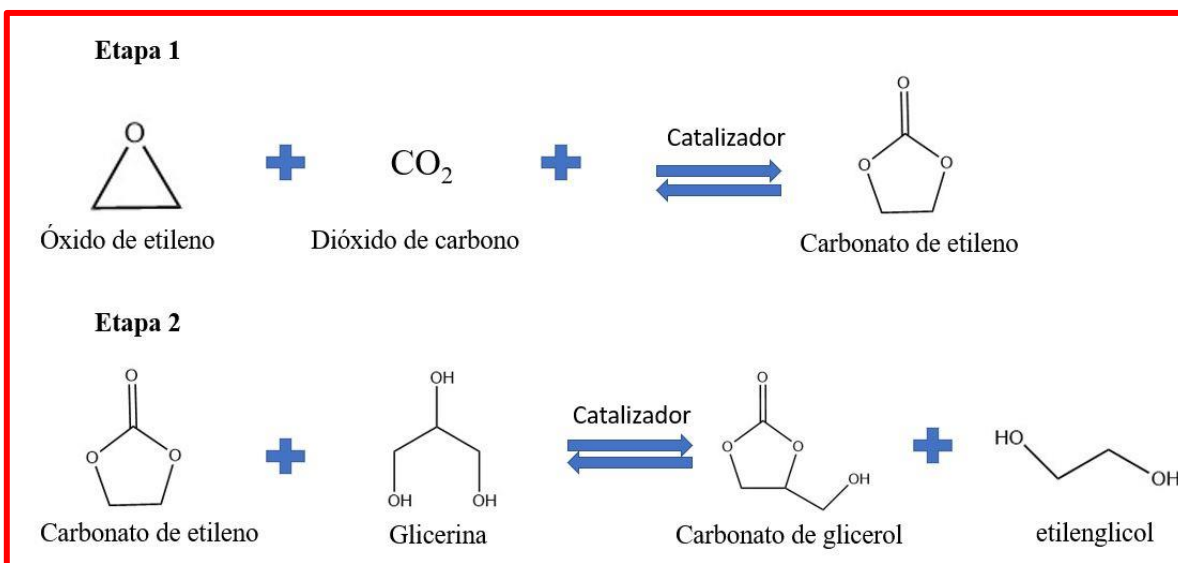 Etapa 1
O
CO₂
Catalizador
O
O
O
Óxido de etileno
Dióxido de carbono
Carbonato de etileno
Etapa 2
O
O
O
OH
OH
OH
Catalizador
O
O
O
OH
HO
OH
Carbonato de etileno
Glicerina
Carbonato de glicerol
etilenglicol